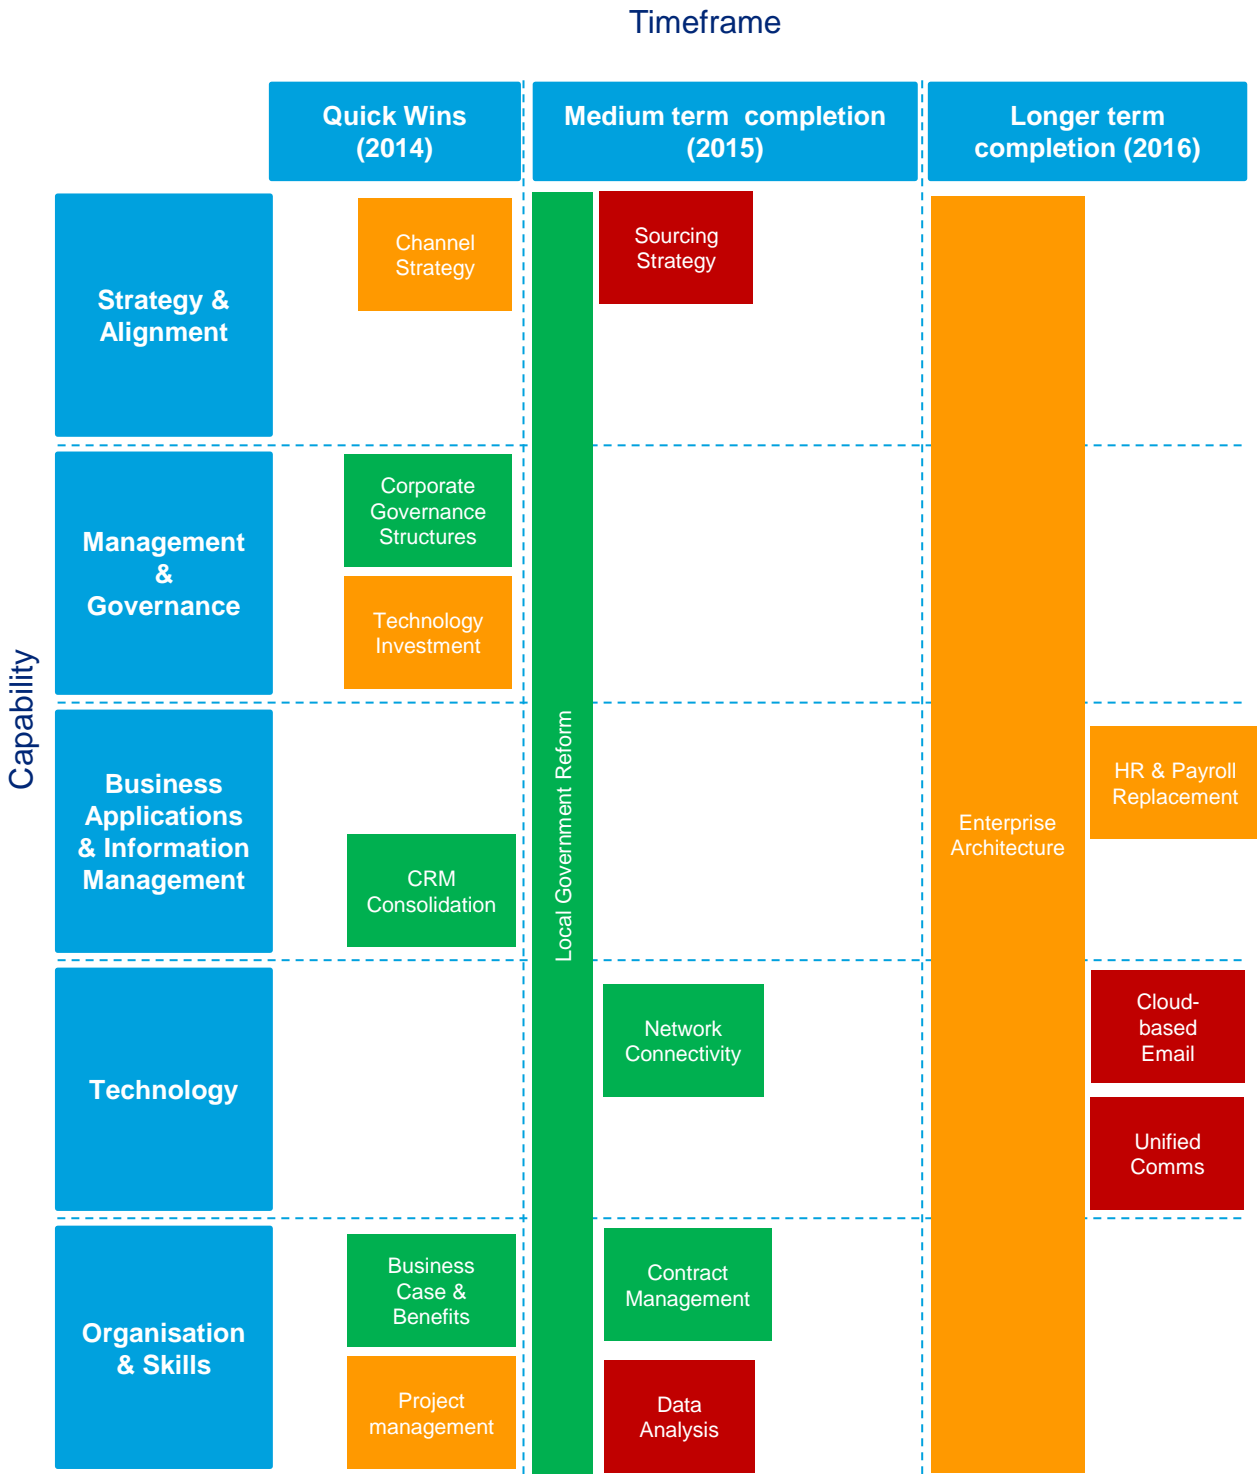 Timeframe
Quick Wins
(2014)
Medium term  completion
(2015)
Longer term
completion (2016)
Capability
Strategy &
Alignment
Channel
Strategy
Sourcing
Strategy
Management
&
Governance
Corporate
Governance
Structures
Technology
Investment
Business
Applications
& Information
Management
CRM
Consolidation
Local Government Reform
Enterprise
Architecture
HR & Payroll
Replacement
Technology
Network
Connectivity
Cloud-
based
Email
Unified
Comms
Organisation
& Skills
Business
Case &
Benefits
Project
management
Contract
Management
Data
Analysis